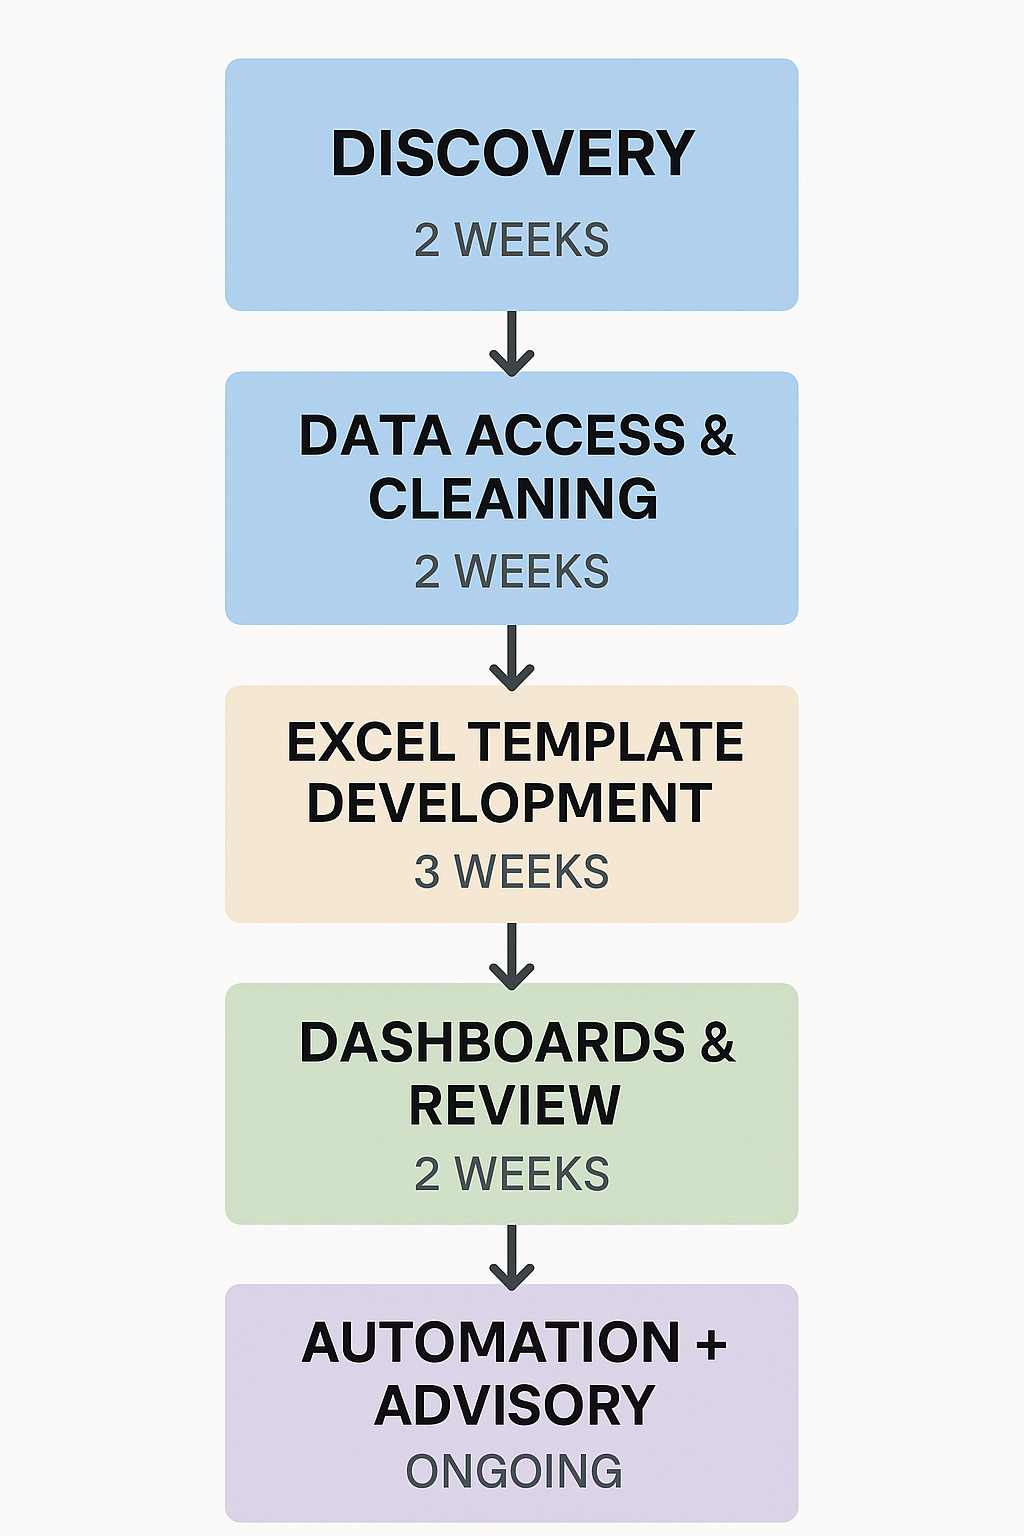 DISCOVERY
2 WEEKS
DATA ACCESS &
CLEANING
2 WEEKS
EXCEL TEMPLATE
DEVELOPMENT
3 WEEKS
DASHBOARDS &
REVIEW
2 WEEKS
AUTOMATION +
ADVISORY
ONGOING